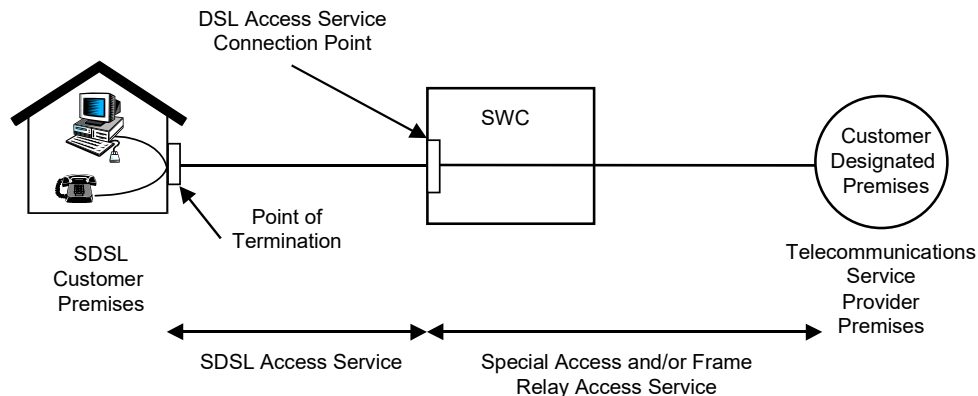 DSL Access Service
Connection Point
SWC
Customer
Designated
Premises
Point of
Termination
SDSL
Customer
Premises
Telecommunications
Service
Provider
Premises
SDSL Access Service
Special Access and/or Frame
Relay Access Service